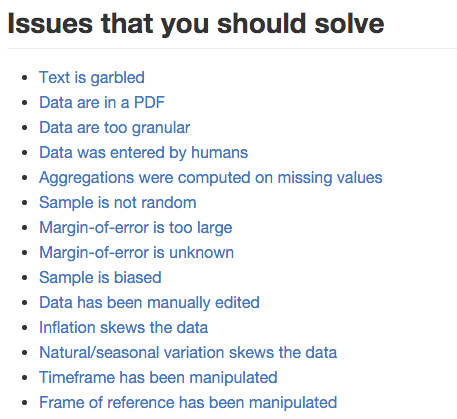 Issues that you should solve
Text is garbled
Data are in a PDF
Data are too granular
Data was entered by humans
Aggregations were computed on missing values
Sample is not random
Margin-of-error is too large
Margin-of-error is unknown
Sample is biased
Data has been manually edited
Inflation skews the data
Natural/seasonal variation skews the data
Timeframe has been manipulated
Frame of reference has been manipulated